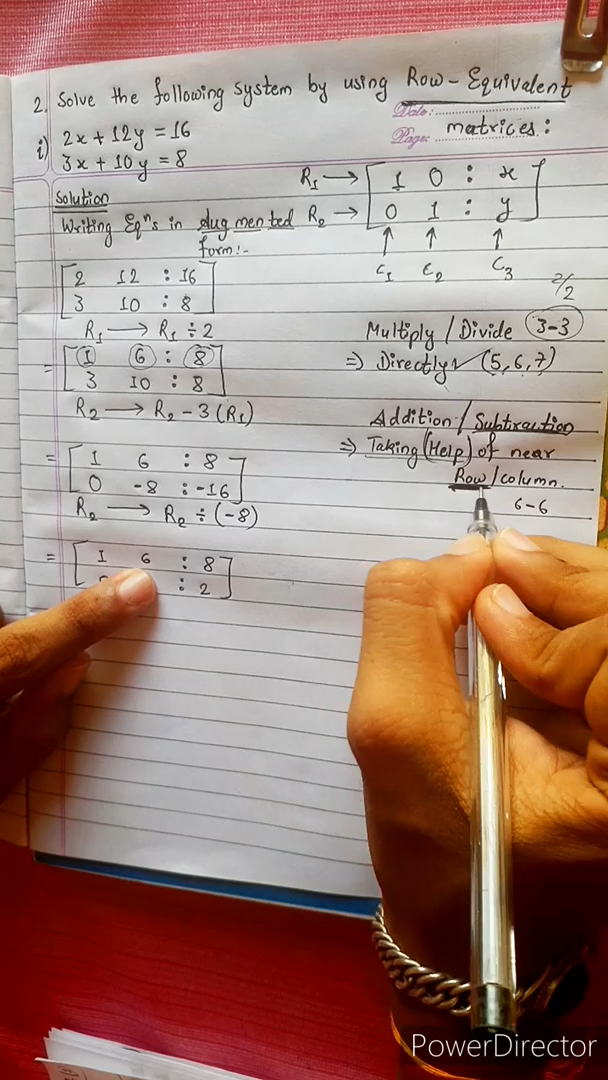 2. Solve the following system by using Row-Equivalent
Date:
Page: matrices:
i) 2x + 12y = 16
3x + 10y = 8
Solution
Writing Eqⁿs in Augmented
form:-
R₁ → [ 1 0 : x ]
R₂ → [ 0 1 : y ]
↑ ↑ ↑
C₁ C₂ C₃
[ 2 12 : 16 ]
[ 3 10 : 8 ]
R₁ → R₁ ÷ 2
= [ 1 6 : 8 ]
[ 3 10 : 8 ]
R₂ → R₂ - 3(R₁)
= [ 1 6 : 8 ]
[ 0 -8 : -16 ]
R₂ → R₂ ÷ (-8)
= [ 1 6 : 8 ]
: 2 ]
2/2
Multiply / Divide 3-3
⇒ Directly ✓ (5, 6, 7)
Addition / Subtraction
⇒ Taking (Help) of near
Row / column.
6-6
PowerDirector